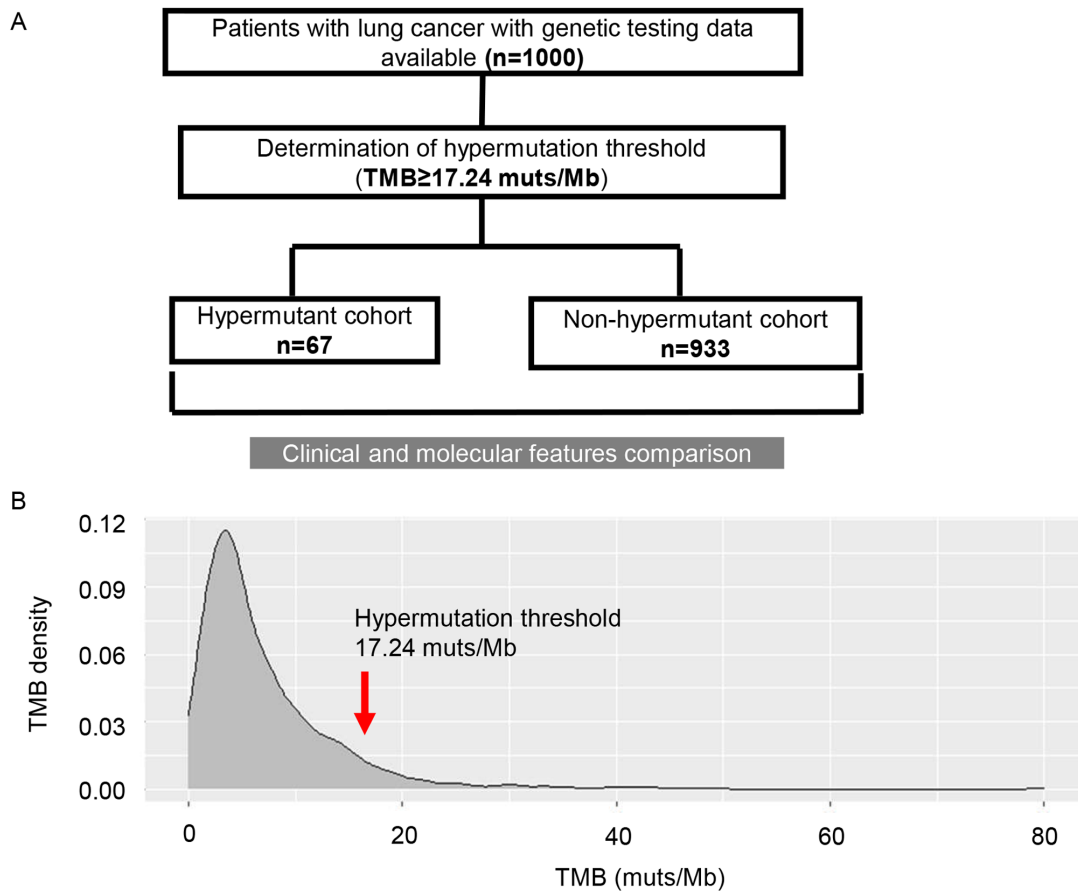 A
Patients with lung cancer with genetic testing data
available (n=1000)
Determination of hypermutation threshold
(TMB≥17.24 muts/Mb)
Hypermutant cohort
n=67
Non-hypermutant cohort
n=933
Clinical and molecular features comparison
B
TMB density
0.12
0.09
0.06
0.03
0.00
Hypermutation threshold
17.24 muts/Mb
0
20
40
60
80
TMB (muts/Mb)